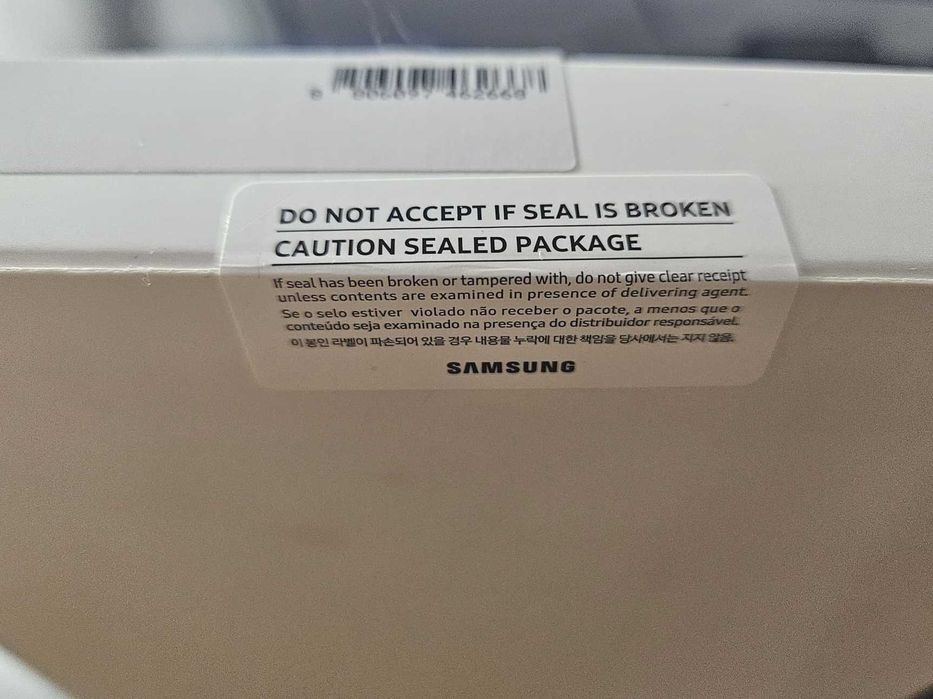 DO NOT ACCEPT IF SEAL IS BROKEN
CAUTION SEALED PACKAGE
If seal has been broken or tampered with, do not give clear receipt
unless contents are examined in presence of delivering agent.
Se o selo estiver violado não receber o pacote, a menos que o
conteúdo seja examinado na presença do distribuidor responsável.
이 봉인 라벨이 파손되어 있을 경우 내용물 누락에 대한 책임을 당사에서는 지지 않음.
SAMSUNG